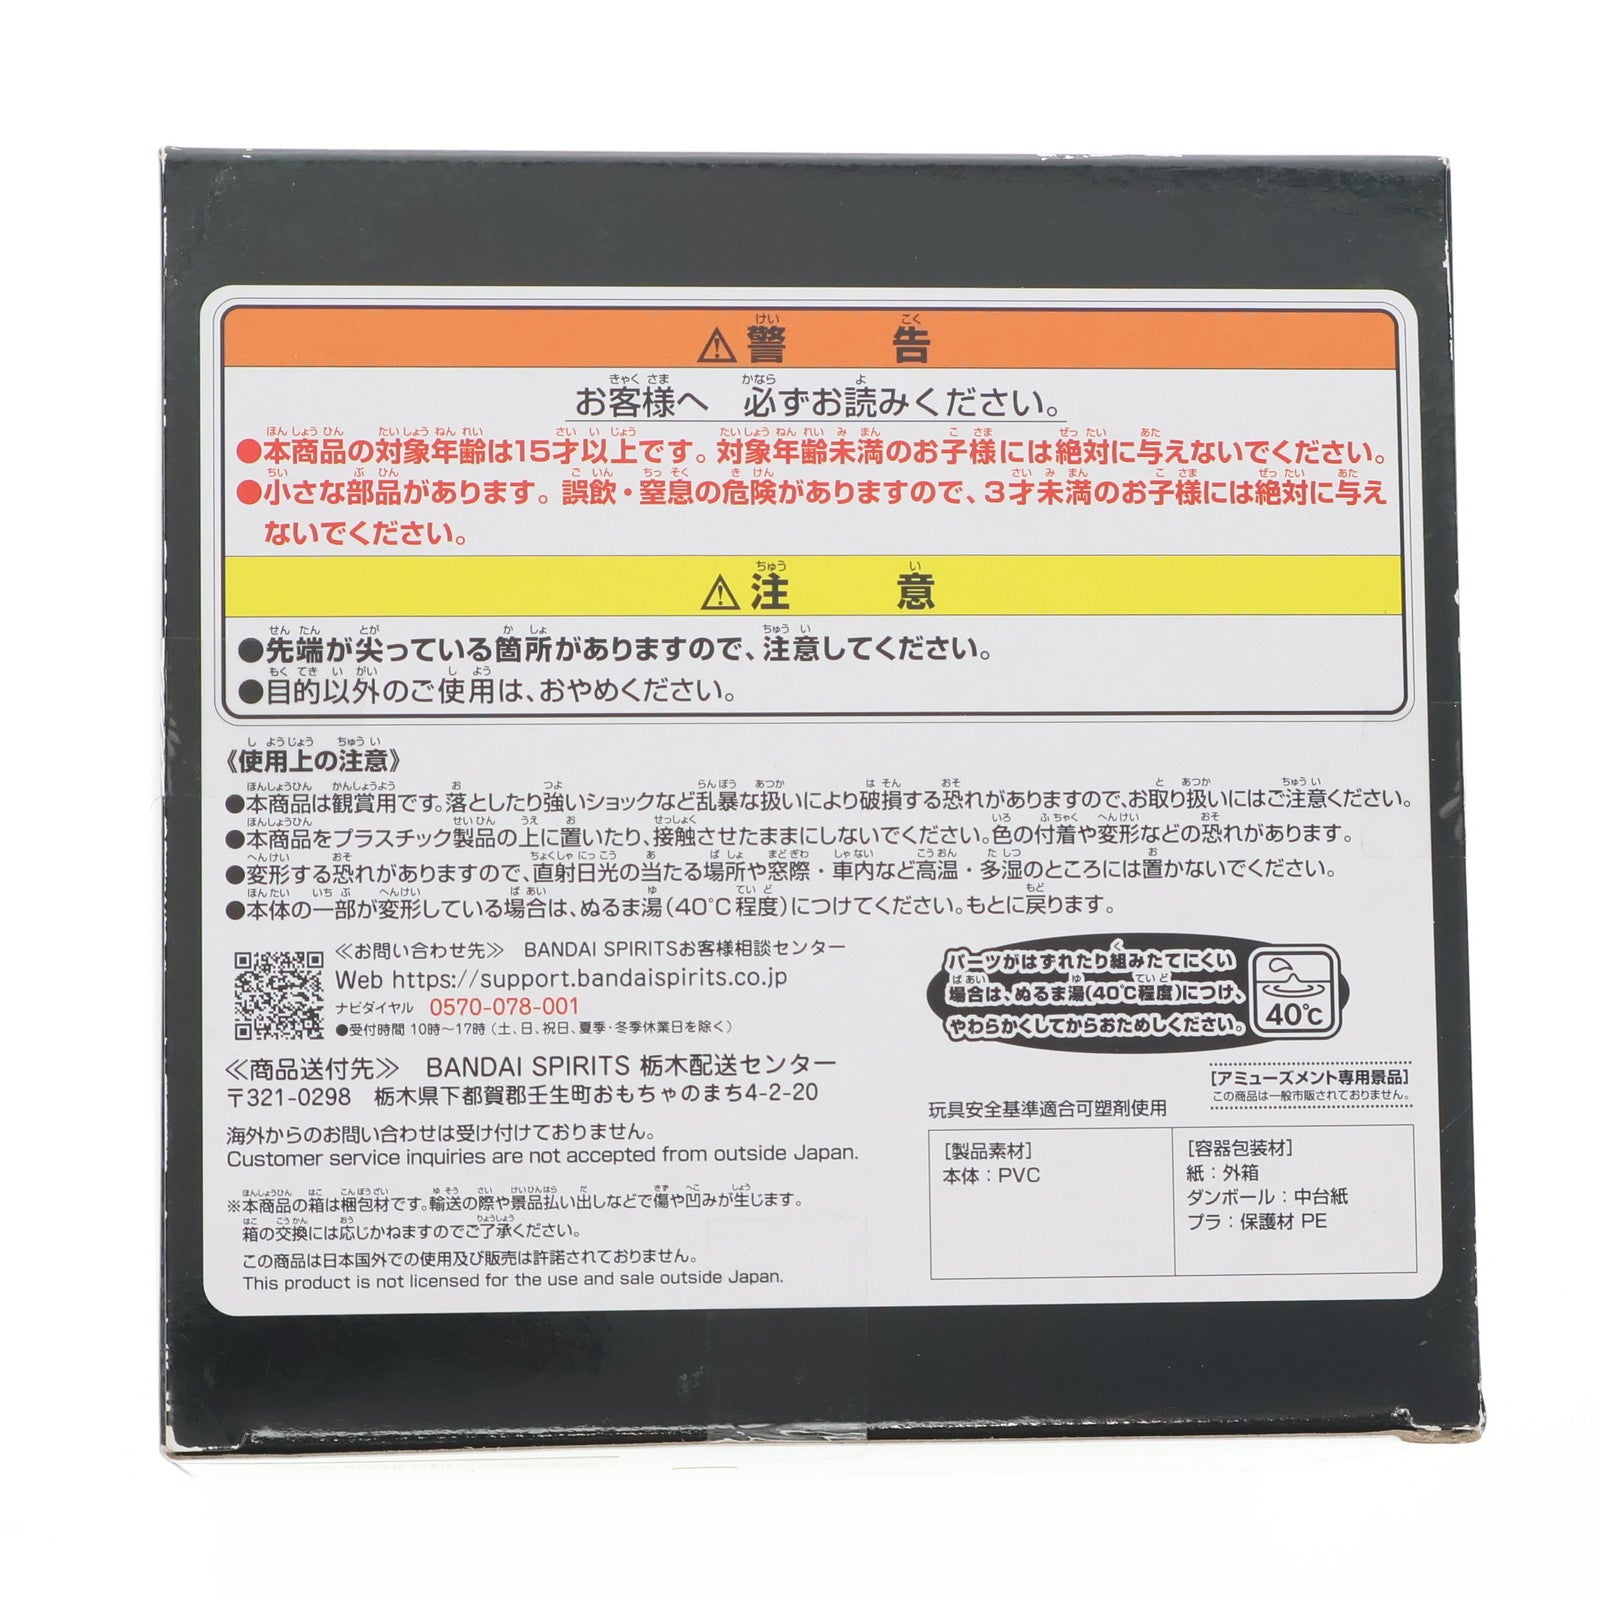 ⚠警告
お客様へ 必ずお読みください。
●本商品の対象年齢は15才以上です。対象年齢未満のお子様には絶対に与えないでください。
●小さな部品があります。誤飲・窒息の危険がありますので、3才未満のお子様には絶対に与え
ないでください。
⚠注意
●先端が尖っている箇所がありますので、注意してください。
●目的以外のご使用は、おやめください。
《使用上の注意》
●本商品は観賞用です。落としたり強いショックなど乱暴な扱いにより破損する恐れがありますので、お取り扱いにはご注意ください。
●本商品をプラスチック製品の上に置いたり、接触させたままにしないでください。色の付着や変形などの恐れがあります。
●変形する恐れがありますので、直射日光の当たる場所や窓際・車内など高温・多湿のところには置かないでください。
●本体の一部が変形している場合は、ぬるま湯(40℃程度)につけてください。もとに戻ります。
≪お問い合わせ先≫ BANDAI SPIRITSお客様相談センター
Web https://support.bandaispirits.co.jp
ナビダイヤル 0570-078-001
●受付時間 10時〜17時(土、日、祝日、夏季・冬季休業日を除く)
≪商品送付先≫ BANDAI SPIRITS 栃木配送センター
〒321-0298 栃木県下都賀郡壬生町おもちゃのまち4-2-20
海外からのお問い合わせは受け付けておりません。
Customer service inquiries are not accepted from outside Japan.
※本商品の箱は梱包材です。輸送の際や景品払い出しなどで傷や凹みが生じます。
箱の交換には応じかねますのでご了承ください。
この商品は日本国外での使用及び販売は許諾されておりません。
This product is not licensed for the use and sale outside Japan.
パーツがはずれたり組みたてにくい
場合は、ぬるま湯(40℃程度)につけ、
やわらかくしてからおためしください。
40℃
[アミューズメント専用景品]
この商品は一般市販されておりません。
玩具安全基準適合可塑剤使用
[製品素材]
本体：PVC
[容器包装材]
紙：外箱
ダンボール：中台紙
プラ：保護材 PE